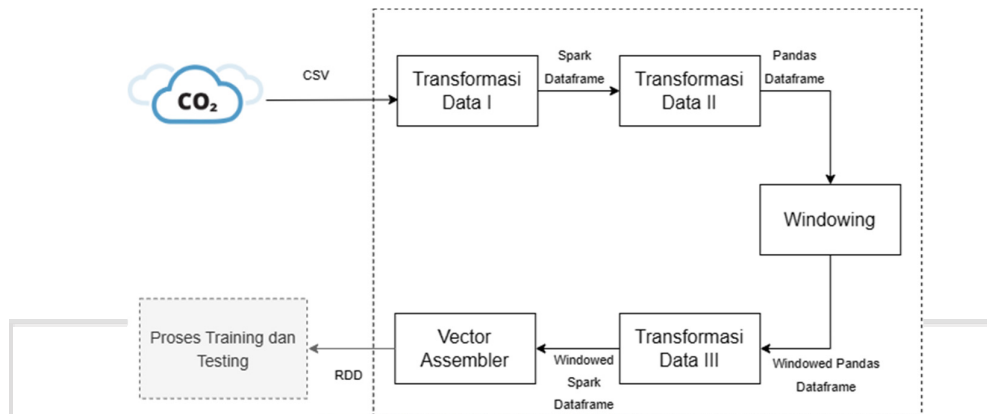 CO₂
CSV
Transformasi
Data I
Spark
Dataframe
Transformasi
Data II
Pandas
Dataframe
Windowing
Windowed Pandas
Dataframe
Transformasi
Data III
Windowed
Spark
Dataframe
Vector
Assembler
RDD
Proses Training dan
Testing